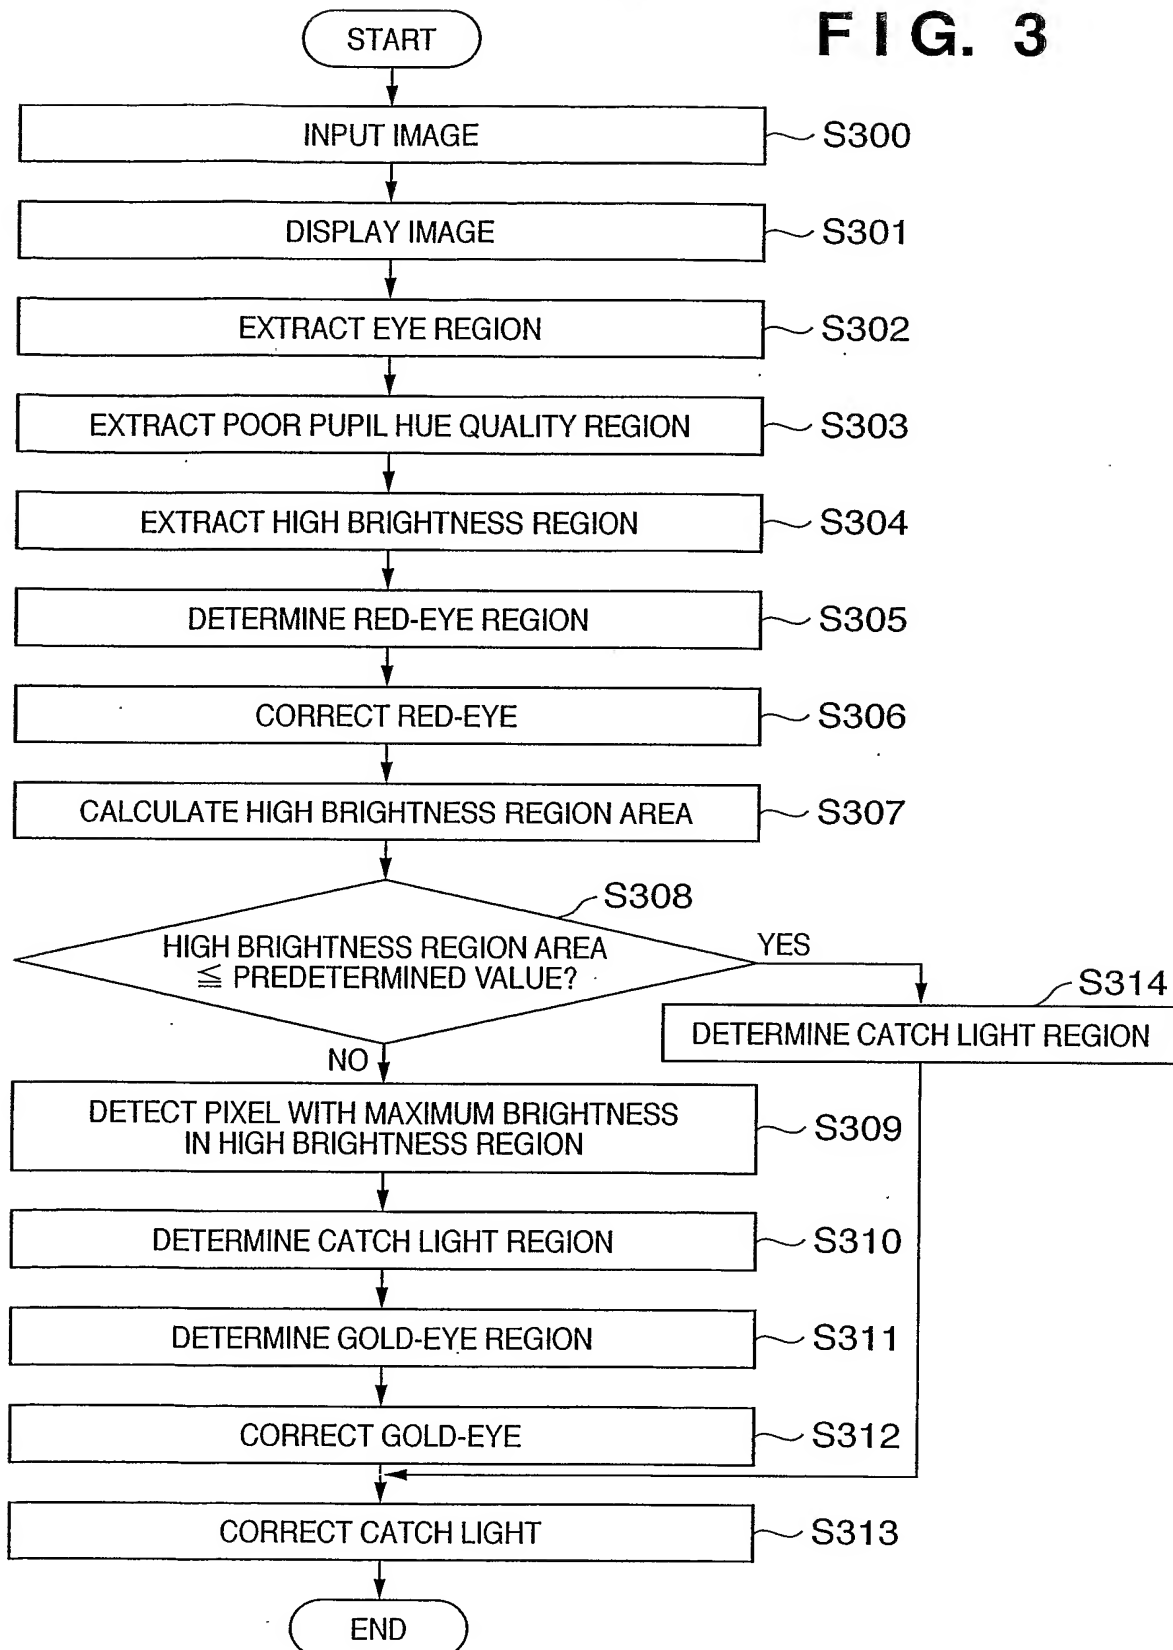 FIG. 3
START
INPUT IMAGE
S300
DISPLAY IMAGE
S301
EXTRACT EYE REGION
S302
EXTRACT POOR PUPIL HUE QUALITY REGION
S303
EXTRACT HIGH BRIGHTNESS REGION
S304
DETERMINE RED-EYE REGION
S305
CORRECT RED-EYE
S306
CALCULATE HIGH BRIGHTNESS REGION AREA
S307
S308
HIGH BRIGHTNESS REGION AREA
≦ PREDETERMINED VALUE?
YES
S314
DETERMINE CATCH LIGHT REGION
NO
DETECT PIXEL WITH MAXIMUM BRIGHTNESS
IN HIGH BRIGHTNESS REGION
S309
DETERMINE CATCH LIGHT REGION
S310
DETERMINE GOLD-EYE REGION
S311
CORRECT GOLD-EYE
S312
CORRECT CATCH LIGHT
S313
END